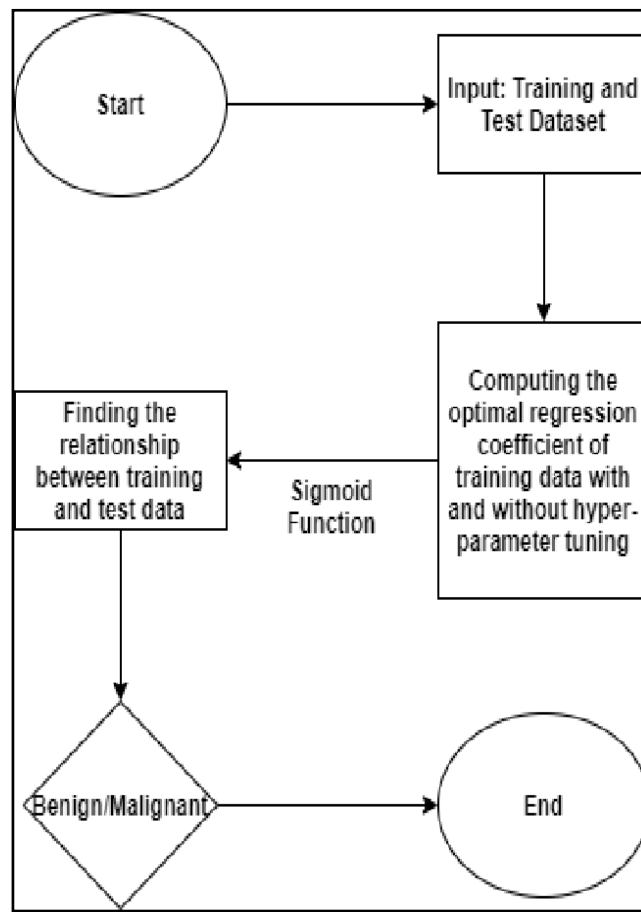 Start
Input: Training and
Test Dataset
Computing the
optimal regression
coefficient of
training data with
and without hyper-
parameter tuning
Sigmoid
Function
Finding the
relationship
between training
and test data
Benign/Malignant
End